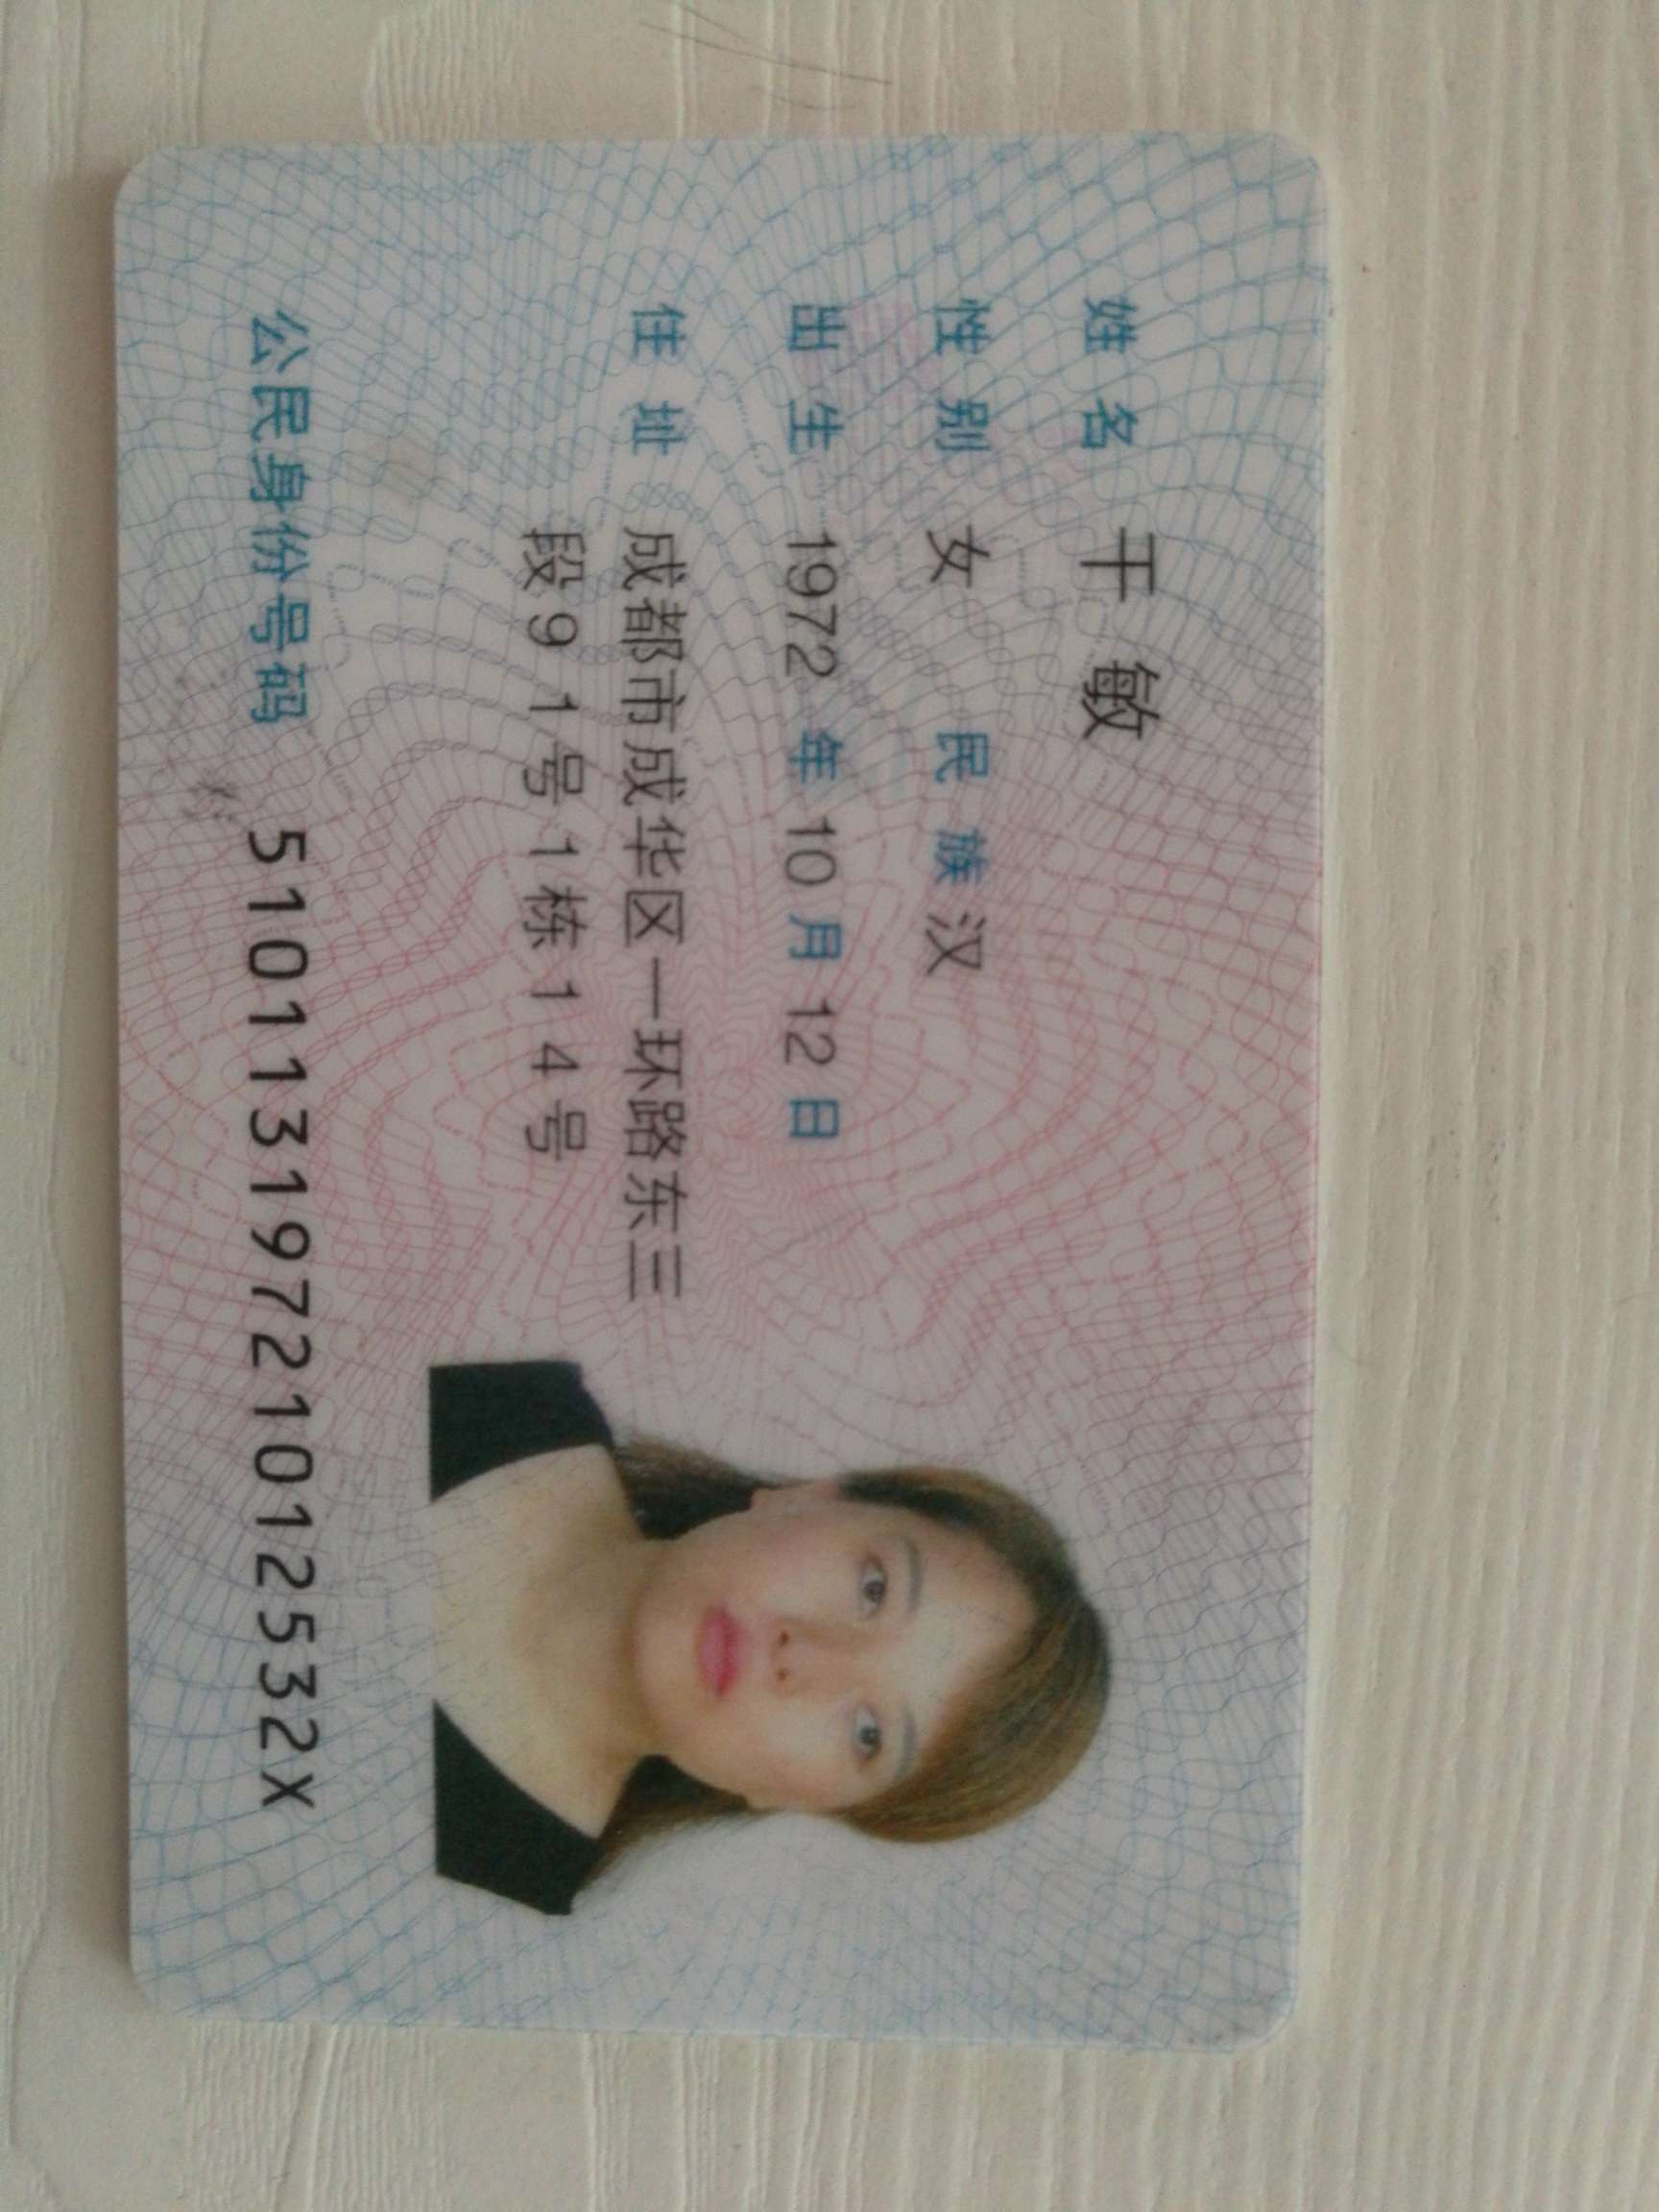 姓名 于敏
性别 女 民族 汉
出生 1972 年 10 月 12 日
住址 成都市成华区一环路东三
段91号1栋14号
公民身份号码 51011319721012532X